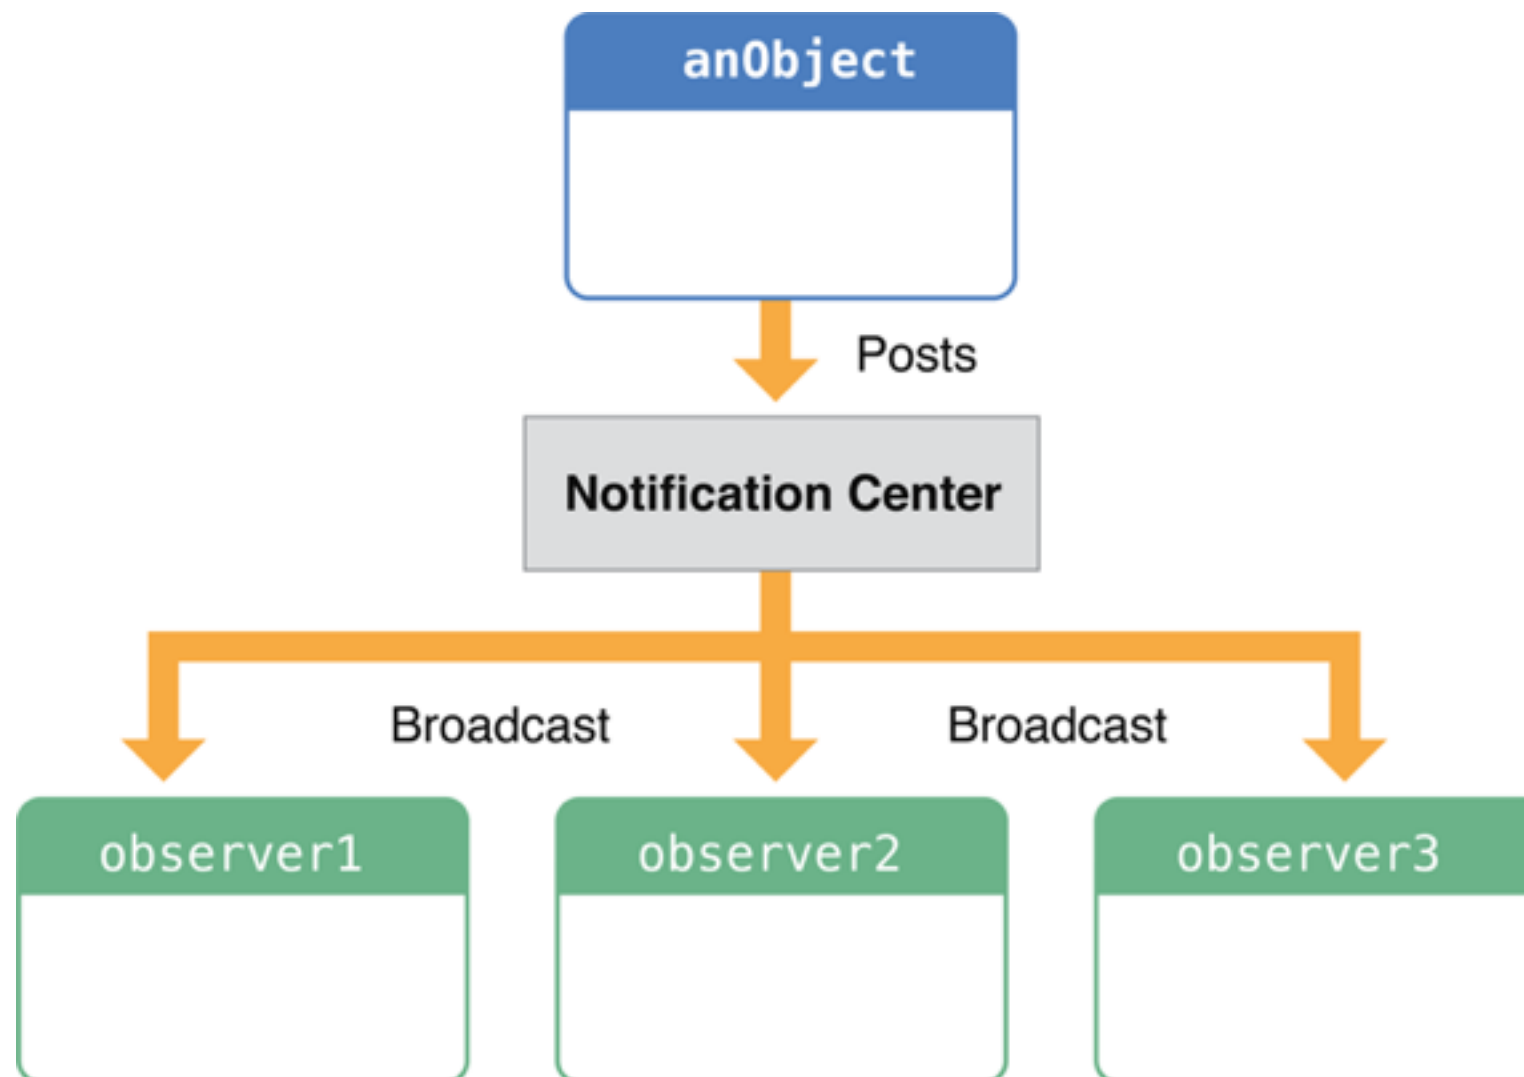 anObject
Posts
Notification Center
Broadcast
Broadcast
observer1
observer2
observer3